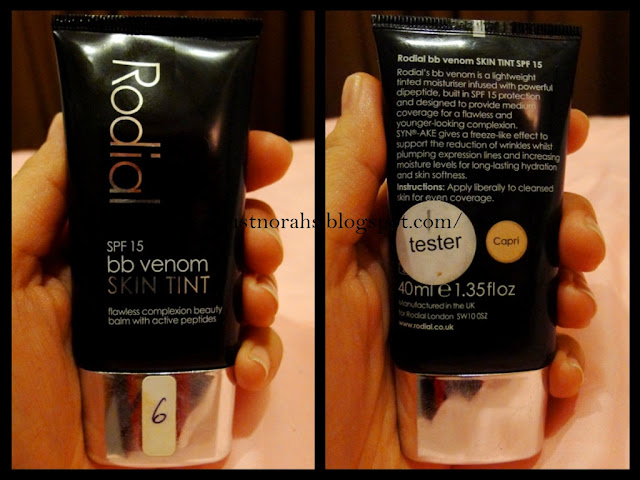 Rodial
SPF 15
bb venom
SKIN TINT
flawless complexion beauty
balm with active peptides
6
Rodial bb venom SKIN TINT SPF 15
Rodial's bb venom is a lightweight
tinted moisturiser infused with powerful
dipeptide, built in SPF 15 protection
and designed to provide medium
coverage for a flawless and
younger-looking complexion.
SYN®-AKE gives a freeze-like effect to
support the reduction of wrinkles whilst
plumping expression lines and increasing
moisture levels for long-lasting hydration
and skin softness.
Instructions: Apply liberally to cleansed
skin for even coverage.
tester
Capri
40ml e 1.35floz
Manufactured in the UK
for Rodial London SW10 0SZ
www.rodial.co.uk
stnorahs.blogspot.com/